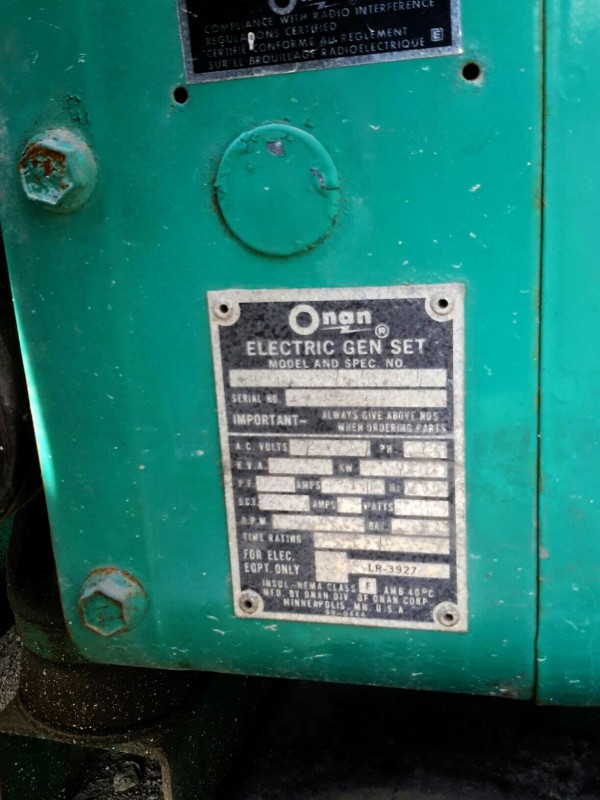 Onan
COMPLIANCE WITH RADIO INTERFERENCE
REGULATIONS CERTIFIED
CERTIFIÉ CONFORME AU RÈGLEMENT
SUR LE BROUILLAGE RADIOÉLECTRIQUE E
Onan ®
ELECTRIC GEN SET
MODEL AND SPEC. NO.
SERIAL NO.
IMPORTANT— ALWAYS GIVE ABOVE NOS.
WHEN ORDERING PARTS
A.C. VOLTS PH.
K.V.A. KW
P.F. AMPS HZ
D.C.V. AMPS WATTS
R.P.M. BAT.
TIME RATING
FOR ELEC.
EQPT. ONLY LR-3927
INSUL-NEMA CLASS F AMB 40°C
MFD. BY ONAN DIV. OF ONAN CORP.
MINNEAPOLIS, MN. U.S.A.